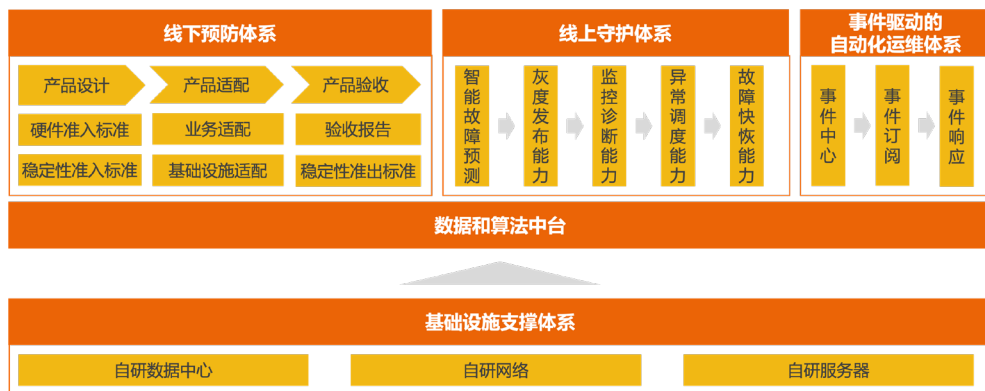 线下预防体系
产品设计
产品适配
产品验收
硬件准入标准
业务适配
验收报告
稳定性准入标准
基础设施适配
稳定性准出标准
线上守护体系
智能故障预测
灰度发布能力
监控诊断能力
异常调度能力
故障快恢能力
事件驱动的
自动化运维体系
事件中心
事件订阅
事件响应
数据和算法中台
基础设施支撑体系
自研数据中心
自研网络
自研服务器